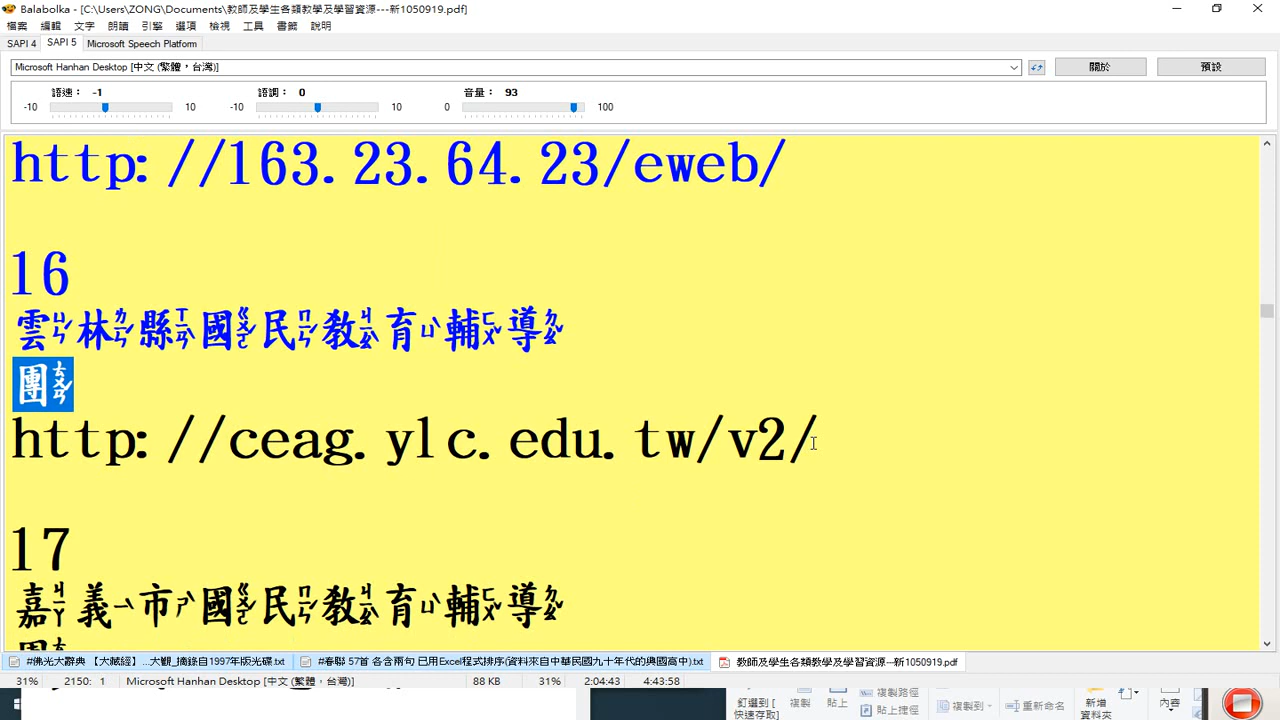 Balabolka - [C:\Users\ZONG\Documents\教師及學生各類教學及學習資源---新1050919.pdf]
檔案 編輯 文字 朗讀 引擎 選項 檢視 工具 書籤 說明
SAPI 4 SAPI 5 Microsoft Speech Platform
Microsoft Hanhan Desktop [中文 (繁體，台灣)] 關於 預設
語速： -1 語調： 0 音量： 93
-10 10 -10 10 0 100
http://163.23.64.23/eweb/
16
雲林縣國民教育輔導
團
http://ceag.ylc.edu.tw/v2/
17
嘉義市國民教育輔導
#佛光大辭典 【大藏經】 ...大觀_摘錄自1997年版光碟.txt #春聯 57首 各含兩句 已用Excel程式排序(資料來自中華民國九十年代的興國高中).txt 教師及學生各類教學及學習資源---新1050919.pdf
31% 2150: 1 Microsoft Hanhan Desktop [中文 (繁體，台灣)] 88 KB 31% 2:04:43 4:43:58
釘選到 [ 複製 貼上 複製路徑 貼上捷徑 複製到 重新命名 新增 內容
快速存取] 資料夾